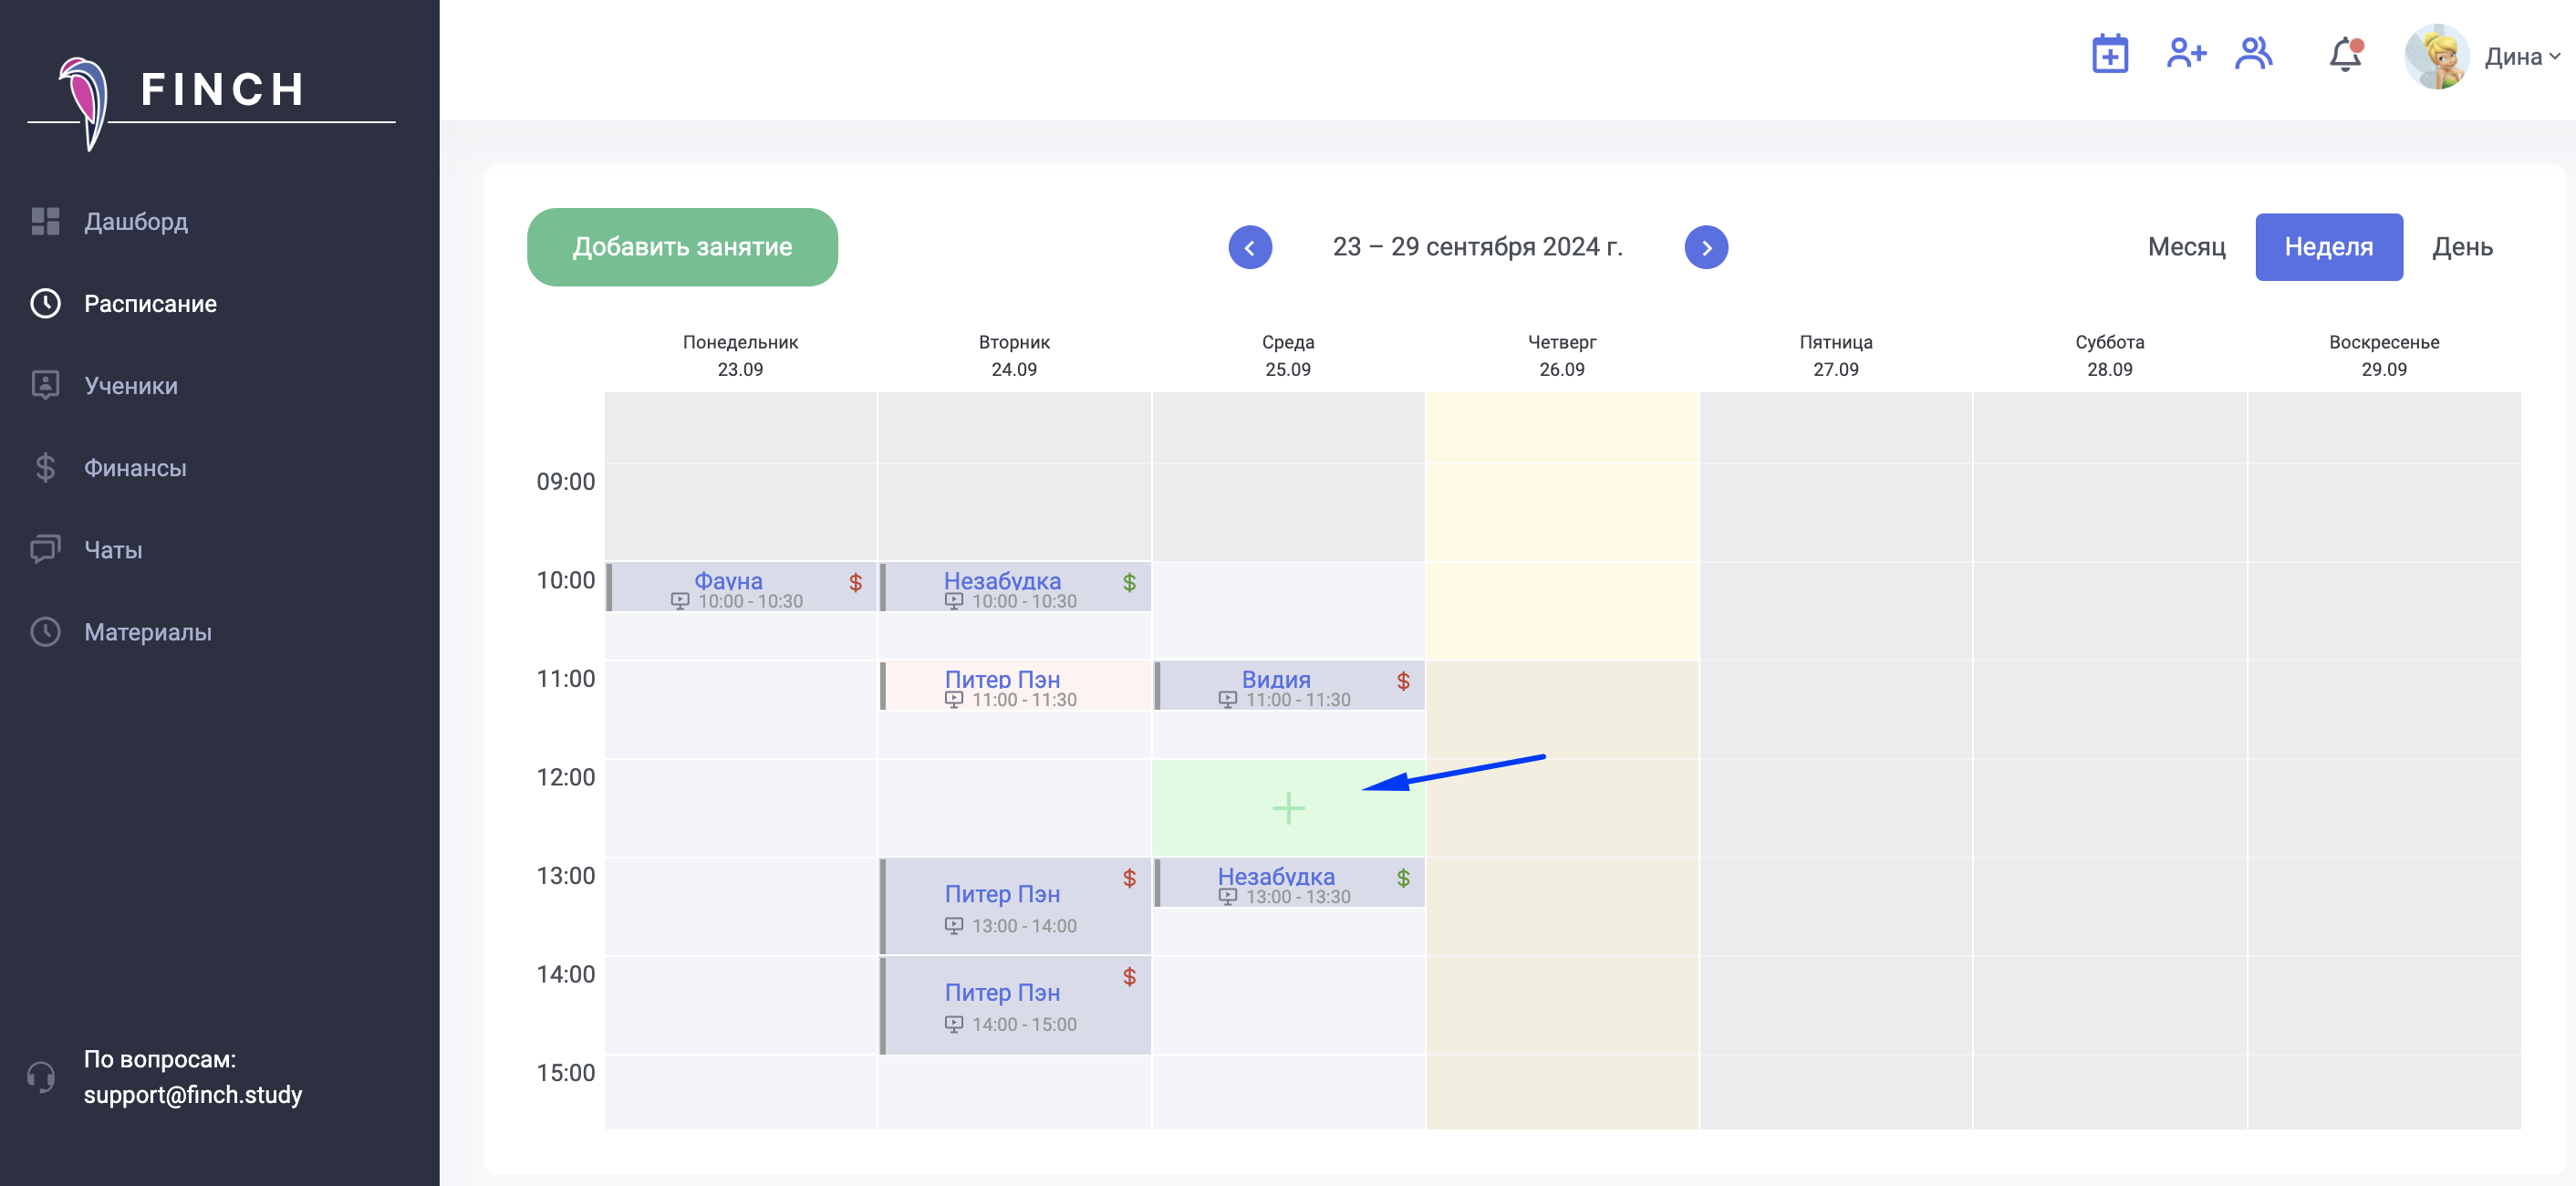 FINCH
Дина
Дашборд
Расписание
Ученики
Финансы
Чаты
Материалы
По вопросам:
support@finch.study
Добавить занятие
23 – 29 сентября 2024 г.
Месяц
Неделя
День
Понедельник
23.09
Вторник
24.09
Среда
25.09
Четверг
26.09
Пятница
27.09
Суббота
28.09
Воскресенье
29.09
09:00
10:00
Фауна $
10:00 - 10:30
Незабудка $
10:00 - 10:30
11:00
Питер Пэн
11:00 - 11:30
Видия $
11:00 - 11:30
12:00
13:00
Питер Пэн $
13:00 - 14:00
Незабудка $
13:00 - 13:30
14:00
Питер Пэн $
14:00 - 15:00
15:00